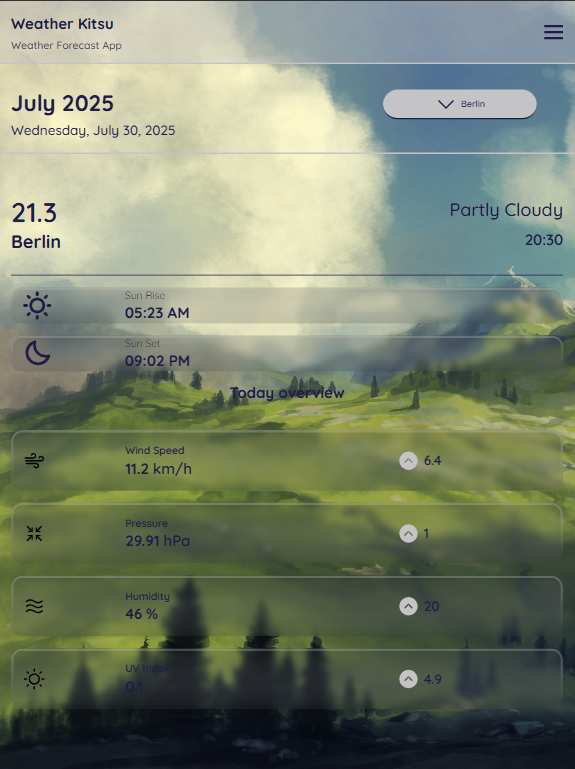 Weather Kitsu
Weather Forecast App
July 2025
Wednesday, July 30, 2025
Berlin
21.3
Berlin
Partly Cloudy
20:30
Sun Rise
05:23 AM
Sun Set
09:02 PM
Today overview
Wind Speed
11.2 km/h
6.4
Pressure
29.91 hPa
1
Humidity
46 %
20
UV Index
0.1
4.9